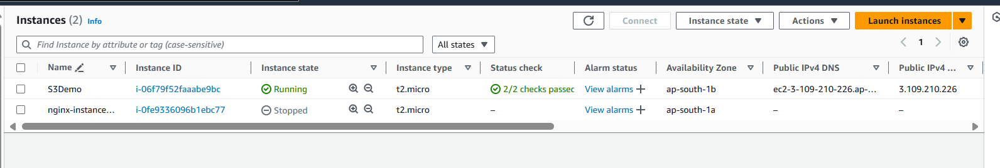 Instances (2) Info Connect Instance state Actions Launch instances
Find Instance by attribute or tag (case-sensitive) All states 1
Name Instance ID Instance state Instance type Status check Alarm status Availability Zone Public IPv4 DNS Public IPv4 ...
S3Demo i-06f79f52faaabe9bc Running t2.micro 2/2 checks passed View alarms + ap-south-1b ec2-3-109-210-226.ap-... 3.109.210.226
nginx-instance... i-0fe9336096b1ebc77 Stopped t2.micro – View alarms + ap-south-1a – –